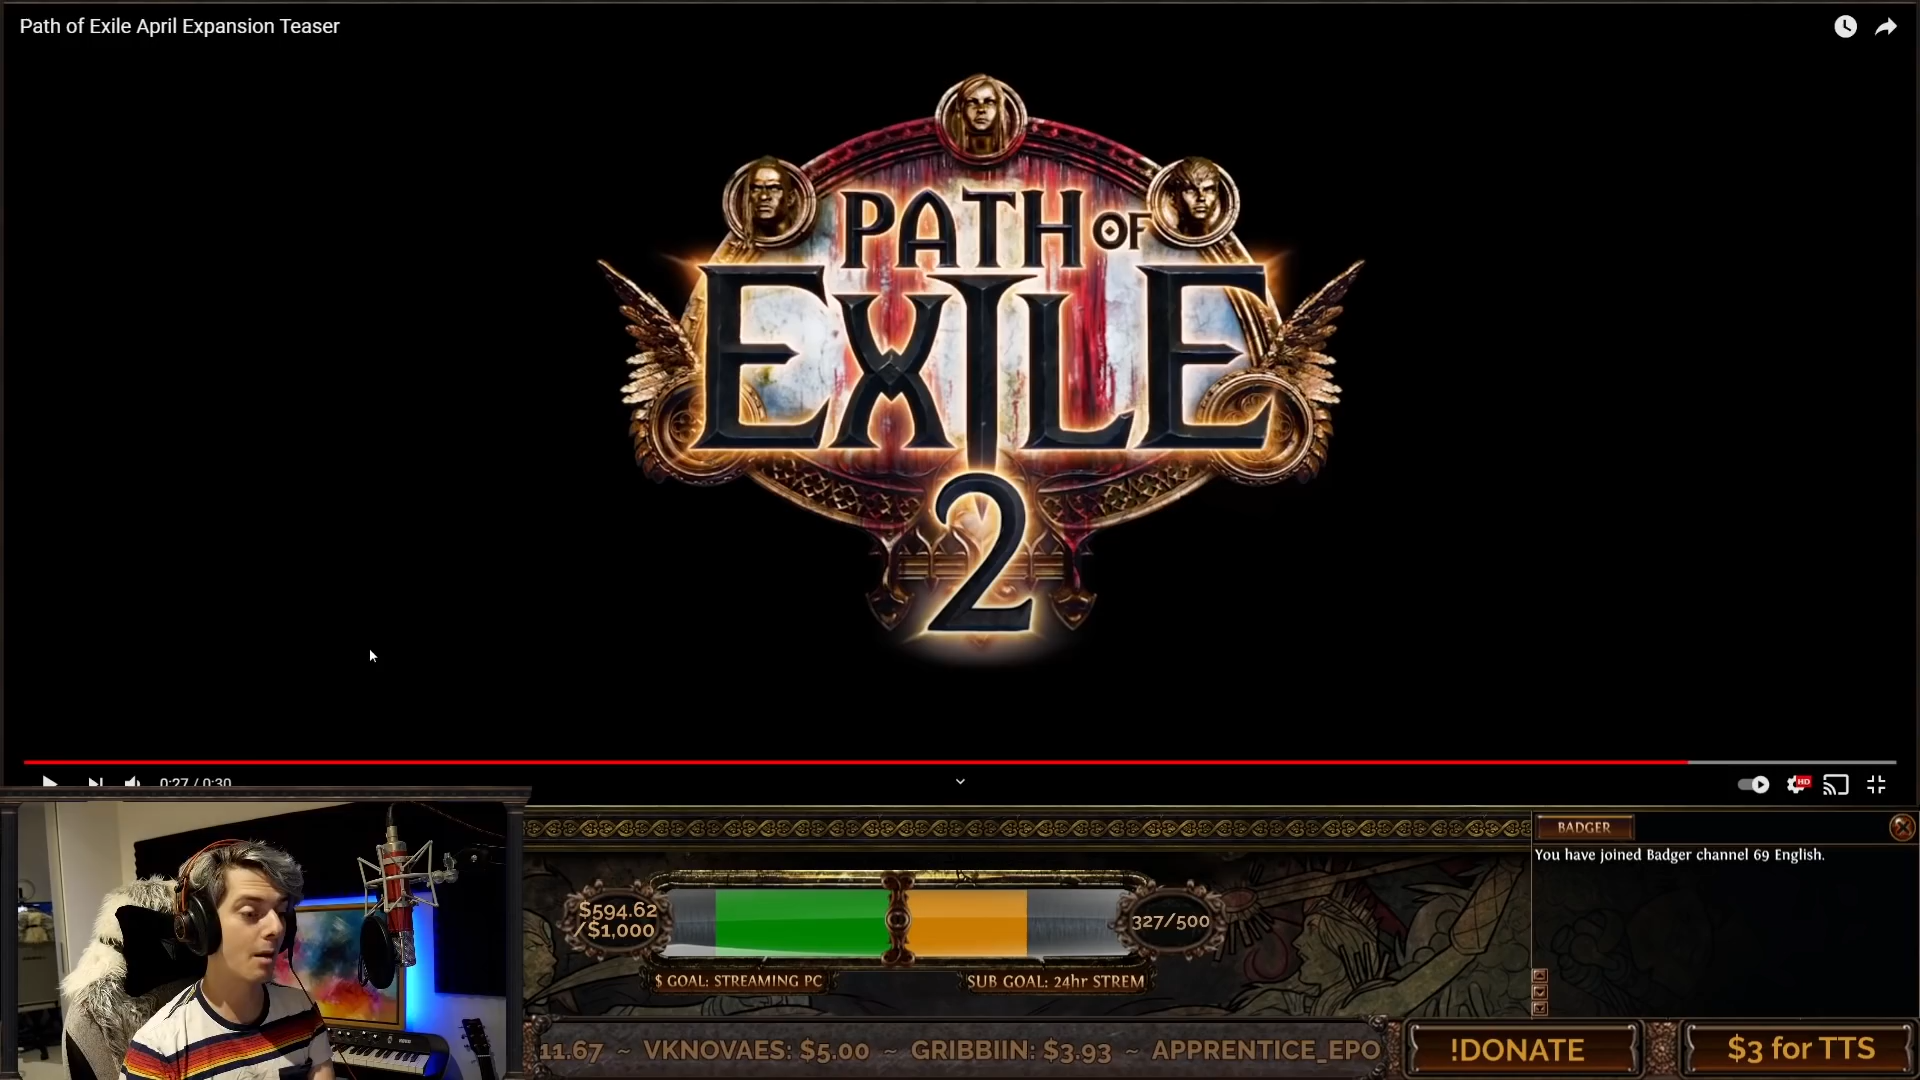 Path of Exile April Expansion Teaser
PATH OF
EXILE
2
0:27 / 0:30
HD
BADGER
You have joined Badger channel 69 English.
$594.62
/$1,000
327/500
$ GOAL: STREAMING PC
SUB GOAL: 24hr STREM
11.67 ~ VKNOVAES: $5.00 ~ GRIBBIIN: $3.93 ~ APPRENTICE_EPO
!DONATE
$3 for TTS